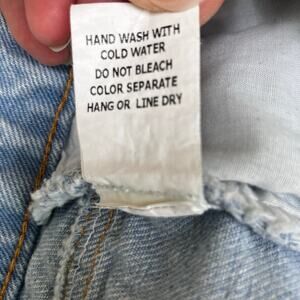 HAND WASH WITH
COLD WATER
DO NOT BLEACH
COLOR SEPARATE
HANG OR LINE DRY